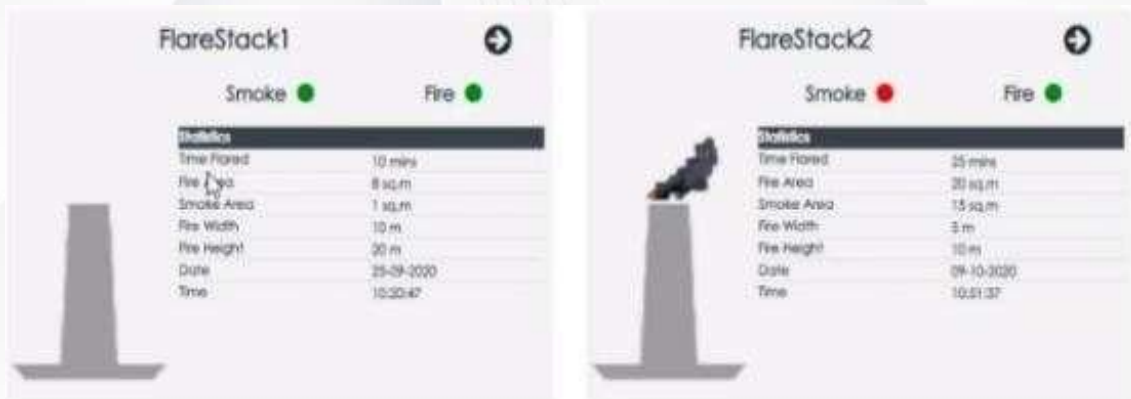 FlareStack1
Smoke Fire
Statistics
Time Flared 10 mins
Fire Area 8 sq.m
Smoke Area 1 sq.m
Fire Width 10 m
Fire Height 20 m
Date 25-09-2020
Time 10:20:47
FlareStack2
Smoke Fire
Statistics
Time Flared 25 mins
Fire Area 20 sq.m
Smoke Area 15 sq.m
Fire Width 5 m
Fire Height 10 m
Date 09-10-2020
Time 10:51:37